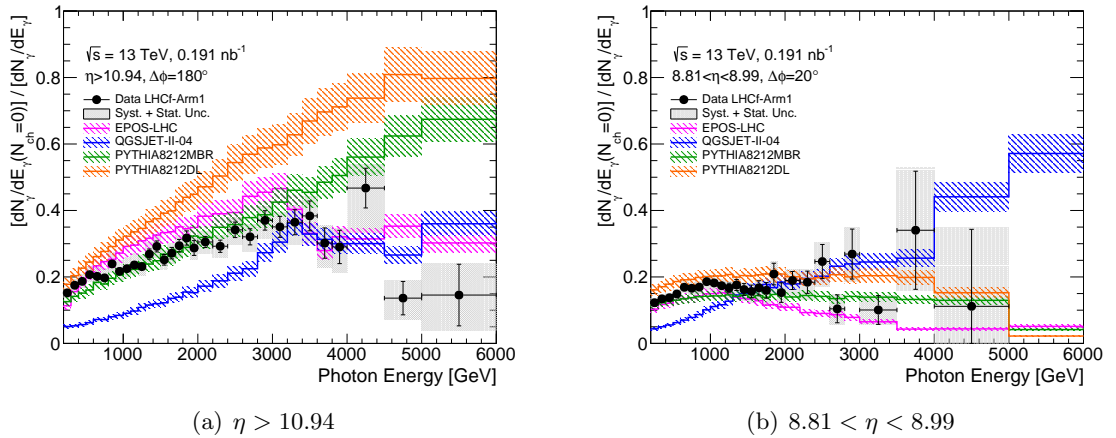 [dN_γ/dE_γ(N_ch=0)] / [dN_γ/dE_γ]
1
0.8
0.6
0.4
0.2
0
√s = 13 TeV, 0.191 nb⁻¹
η>10.94, Δϕ=180°
Data LHCf-Arm1
Syst. + Stat. Unc.
EPOS-LHC
QGSJET-II-04
PYTHIA8212MBR
PYTHIA8212DL
1000 2000 3000 4000 5000 6000
Photon Energy [GeV]
(a) η > 10.94
[dN_γ/dE_γ(N_ch=0)] / [dN_γ/dE_γ]
1
0.8
0.6
0.4
0.2
0
√s = 13 TeV, 0.191 nb⁻¹
8.81<η<8.99, Δϕ=20°
Data LHCf-Arm1
Syst. + Stat. Unc.
EPOS-LHC
QGSJET-II-04
PYTHIA8212MBR
PYTHIA8212DL
1000 2000 3000 4000 5000 6000
Photon Energy [GeV]
(b) 8.81 < η < 8.99